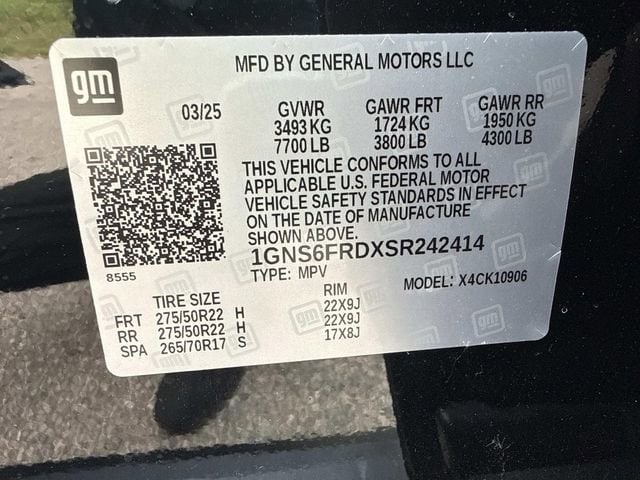 gm
MFD BY GENERAL MOTORS LLC
03/25 GVWR GAWR FRT GAWR RR
3493 KG 1724 KG 1950 KG
7700 LB 3800 LB 4300 LB
THIS VEHICLE CONFORMS TO ALL
APPLICABLE U.S. FEDERAL MOTOR
VEHICLE SAFETY STANDARDS IN EFFECT
ON THE DATE OF MANUFACTURE
SHOWN ABOVE.
8555
1GNS6FRDXSR242414
TYPE: MPV MODEL: X4CK10906
TIRE SIZE RIM
FRT 275/50R22 H 22X9J
RR 275/50R22 H 22X9J
SPA 265/70R17 S 17X8J